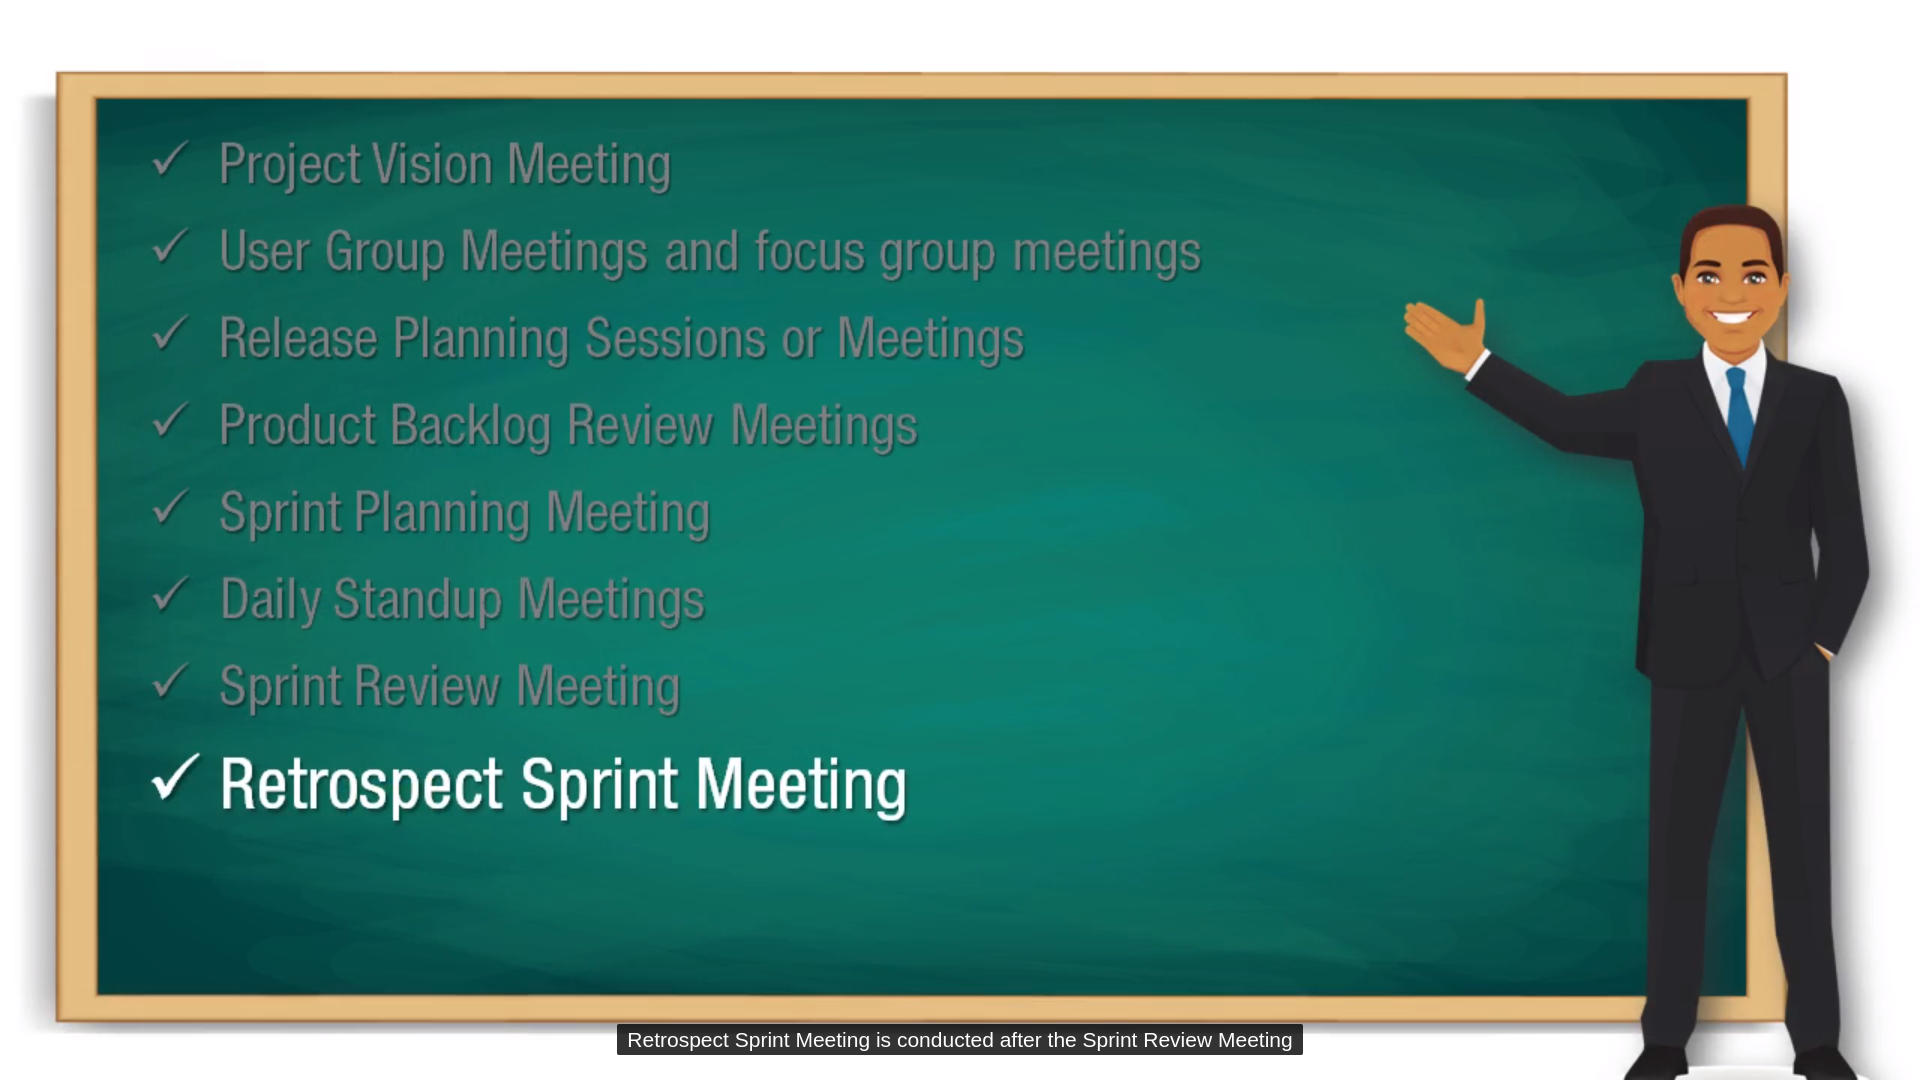 Project Vision Meeting
User Group Meetings and focus group meetings
Release Planning Sessions or Meetings
Product Backlog Review Meetings
Sprint Planning Meeting
Daily Standup Meetings
Sprint Review Meeting
Retrospect Sprint Meeting
Retrospect Sprint Meeting is conducted after the Sprint Review Meeting